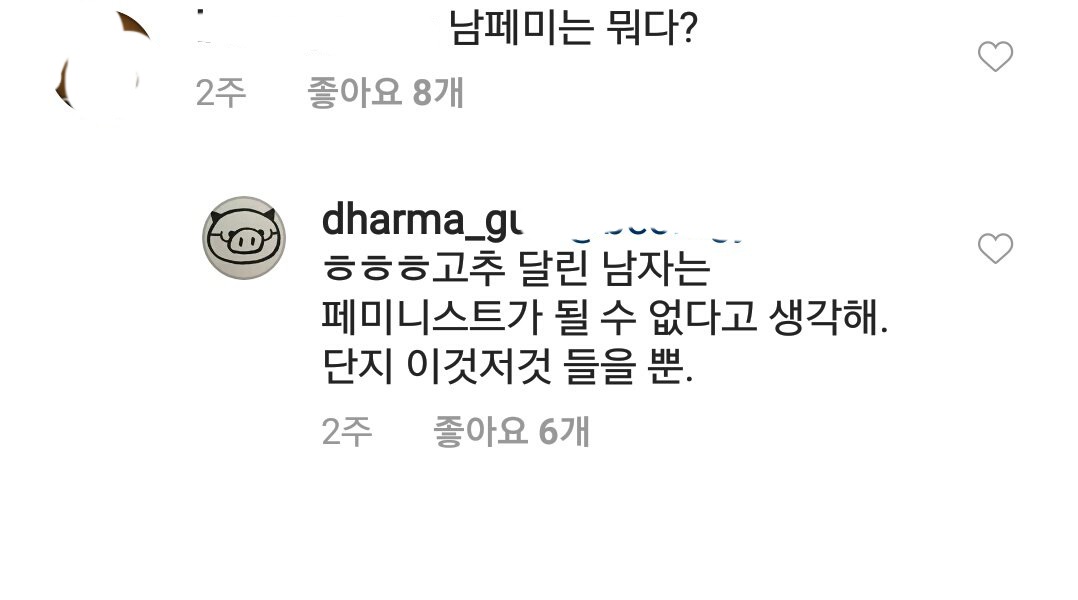 남페미는 뭐다?
2주 좋아요 8개
ㅎㅎㅎ고추 달린 남자는
페미니스트가 될 수 없다고 생각해.
단지 이것저것 들을 뿐.
2주 좋아요 6개